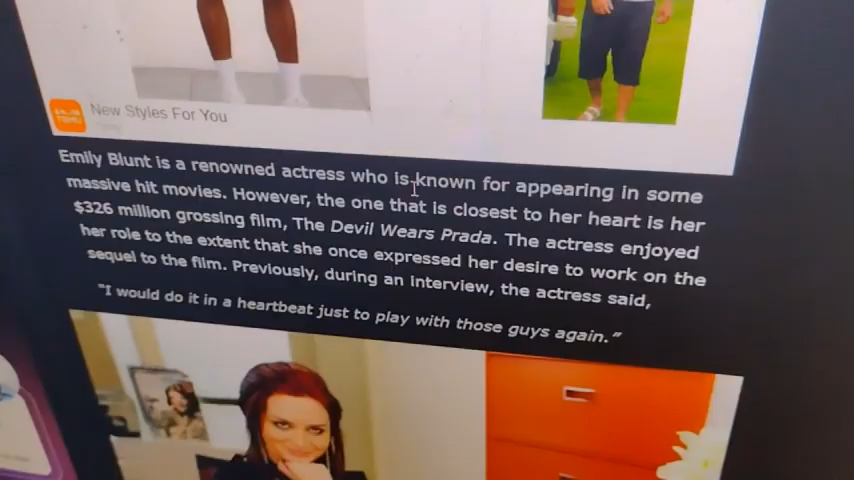 New Styles For You
Emily Blunt is a renowned actress who is known for appearing in some
massive hit movies. However, the one that is closest to her heart is her
$326 million grossing film, The Devil Wears Prada. The actress enjoyed
her role to the extent that she once expressed her desire to work on the
sequel to the film. Previously, during an interview, the actress said,
"I would do it in a heartbeat just to play with those guys again."